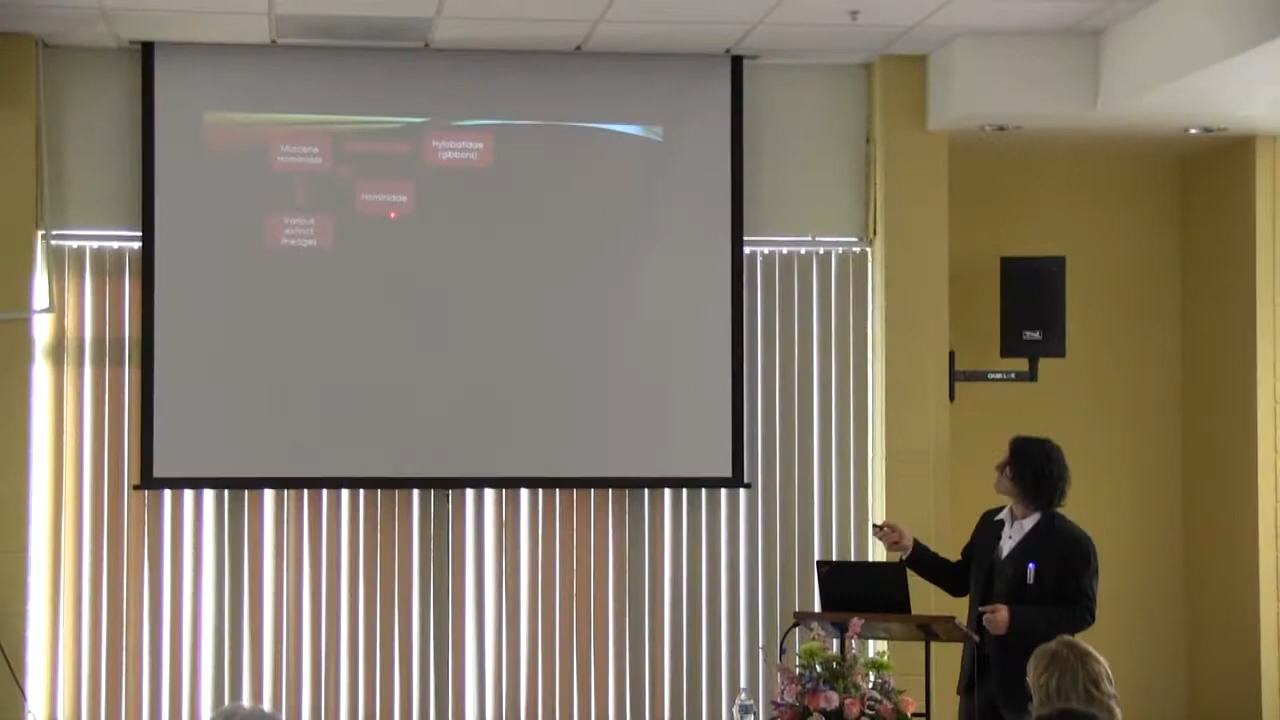 Miocene
Hominoids
Hylobatidae
(gibbons)
Hominidae
Various
extinct
lineages